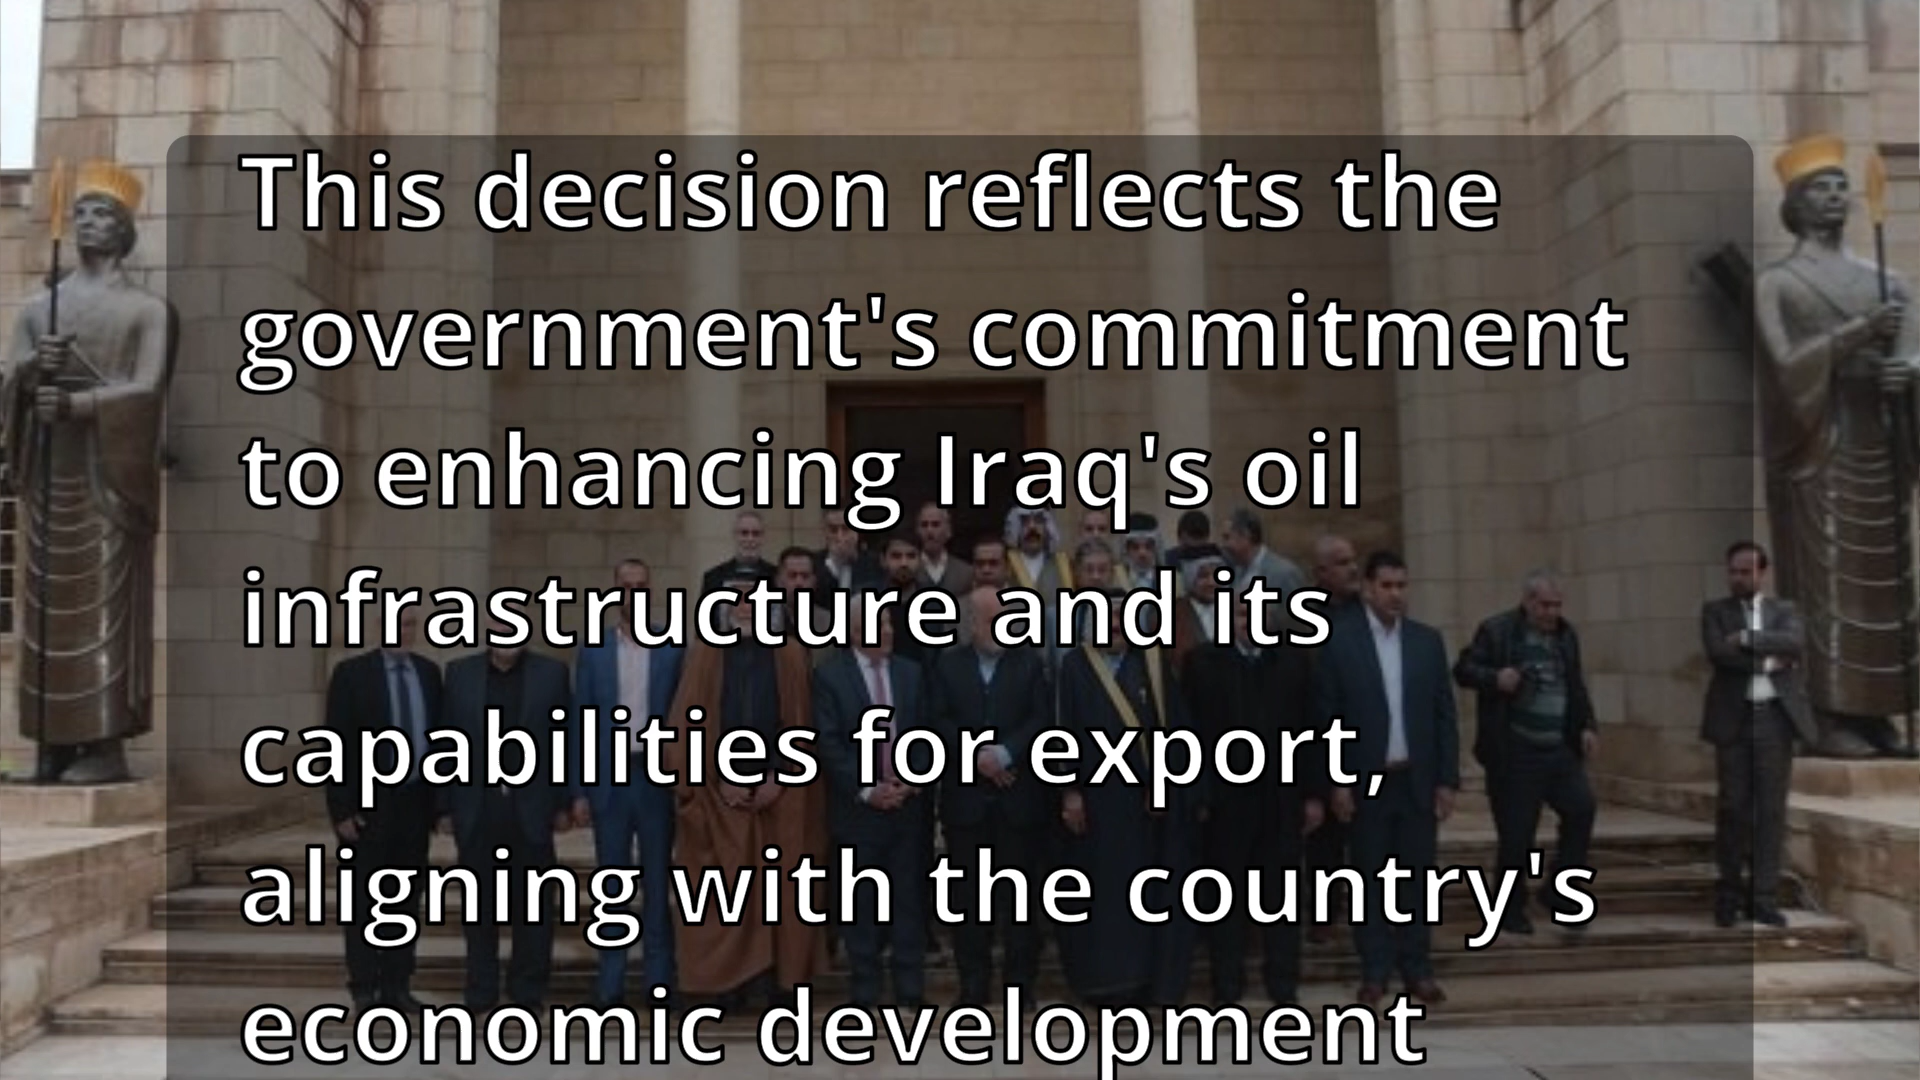 This decision reflects the
government's commitment
to enhancing Iraq's oil
infrastructure and its
capabilities for export,
aligning with the country's
economic development